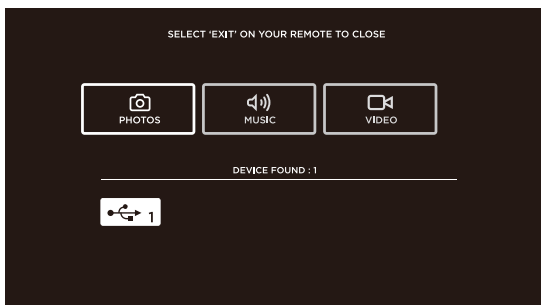 SELECT 'EXIT' ON YOUR REMOTE TO CLOSE
PHOTOS
MUSIC
VIDEO
DEVICE FOUND : 1
1